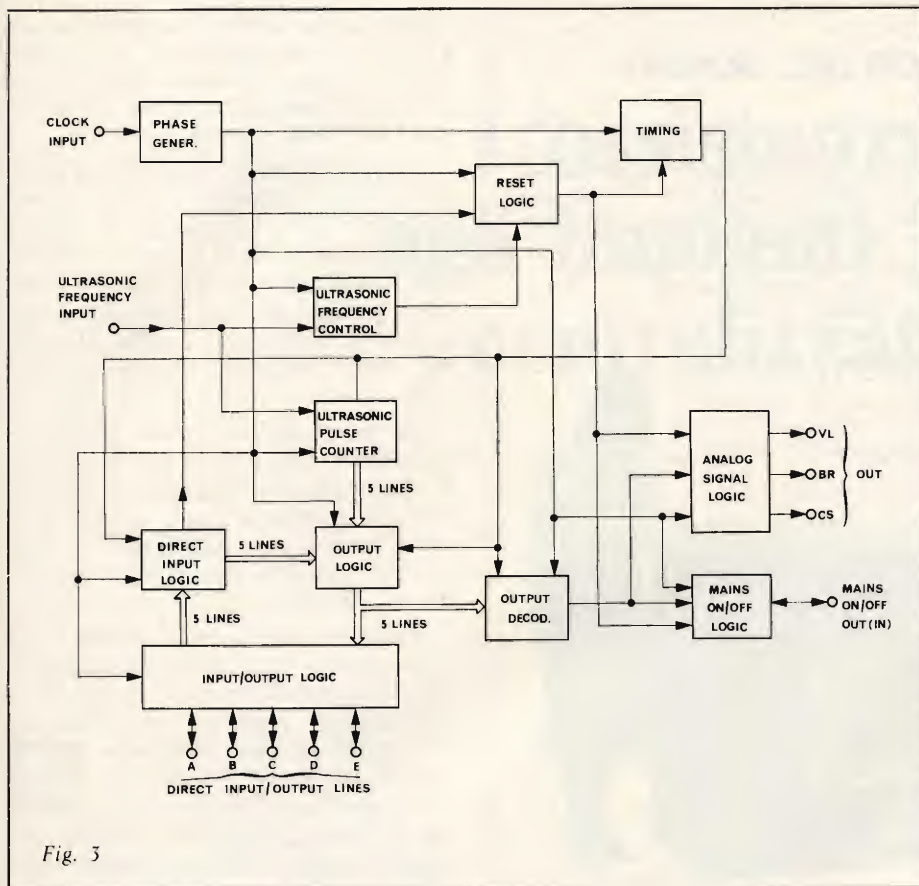 CLOCK
INPUT
PHASE
GENER.
TIMING
RESET
LOGIC
ULTRASONIC
FREQUENCY
INPUT
ULTRASONIC
FREQUENCY
CONTROL
ULTRASONIC
PULSE
COUNTER
5 LINES
ANALOG
SIGNAL
LOGIC
VL
BR
CS
OUT
DIRECT
INPUT
LOGIC
5 LINES
OUTPUT
LOGIC
OUTPUT
DECOD.
MAINS
ON/OFF
LOGIC
MAINS
ON/OFF
OUT(IN)
5 LINES
5 LINES
INPUT/OUTPUT LOGIC
A B C D E
DIRECT INPUT/OUTPUT LINES
Fig. 3